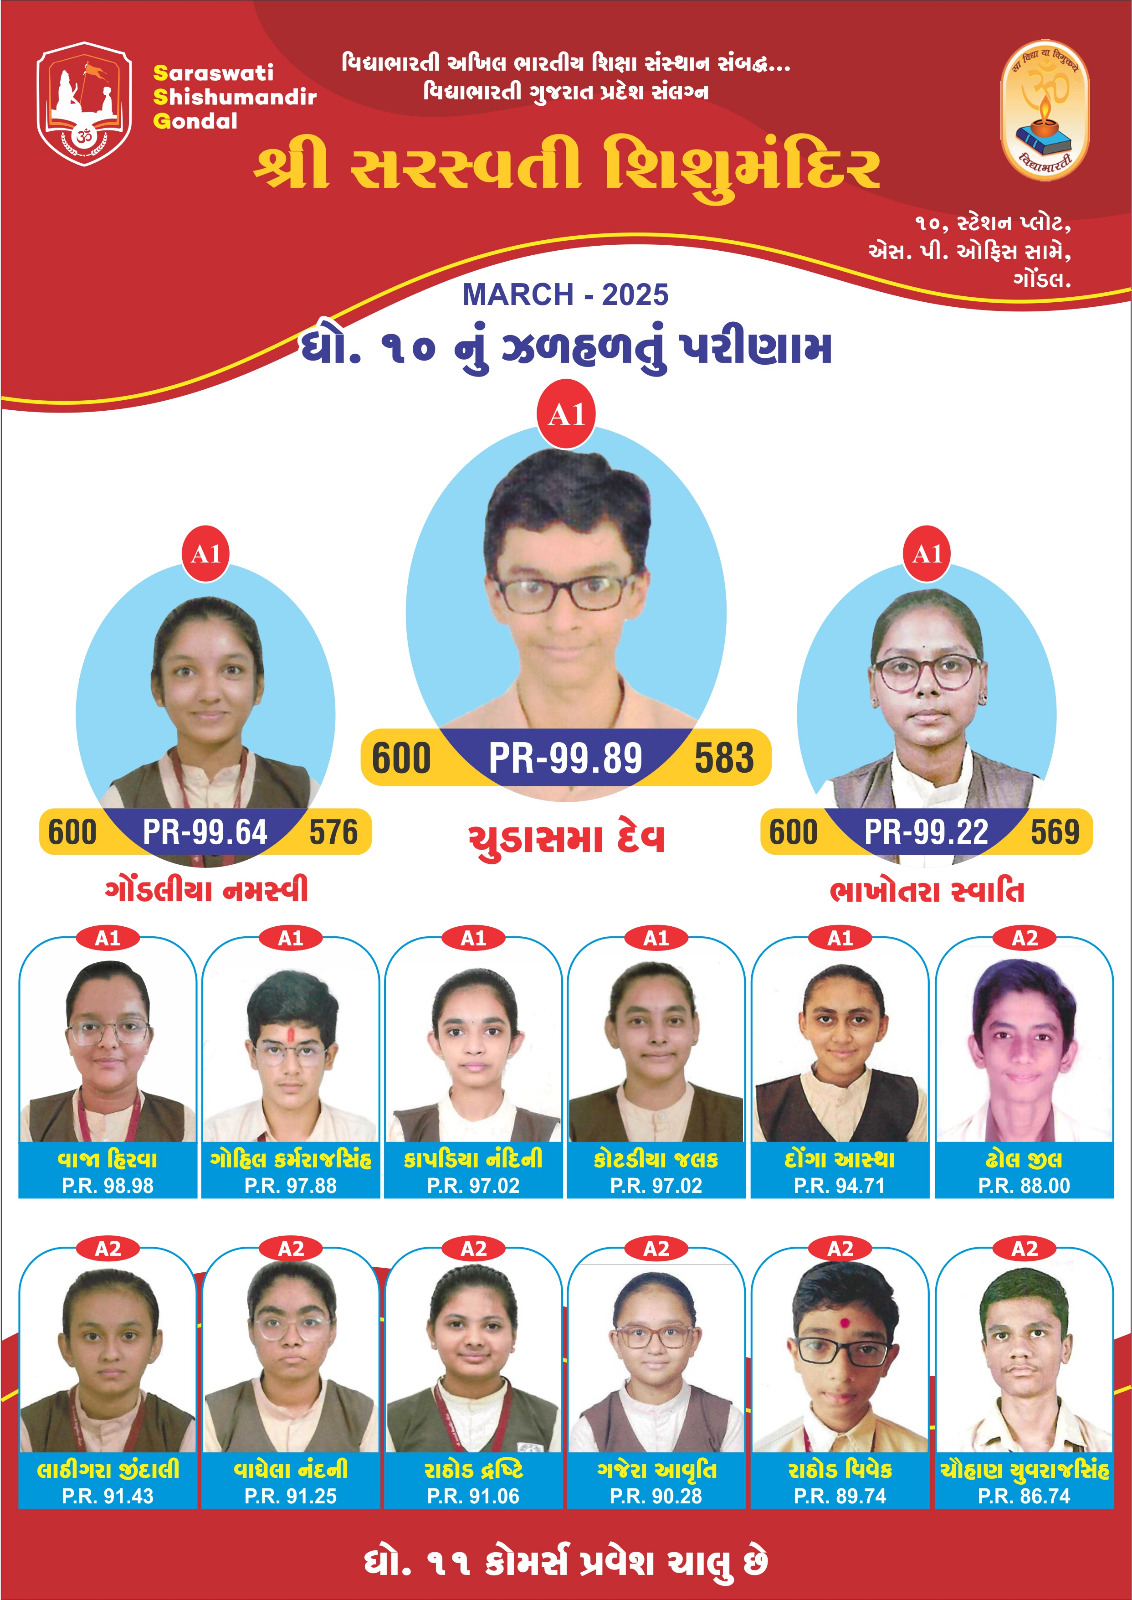 Saraswati
Shishumandir
Gondal
વિદ્યાભારતી અખિલ ભારતીય શિક્ષા સંસ્થાન સંબદ્ધ...
વિદ્યાભારતી ગુજરાત પ્રદેશ સંલગ્ન
શ્રી સરસ્વતી શિશુમંદિર
सा विद्या या विमुक्तये
विद्याभारती
૧૦, સ્ટેશન પ્લોટ,
એસ. પી. ઓફિસ સામે,
ગોંડલ.
MARCH - 2025
ધો. ૧૦ નું ઝળહળતું પરીણામ
A1
600 PR-99.89 583
ચુડાસમા દેવ
A1
600 PR-99.64 576
ગોંડલીયા નમસ્વી
A1
600 PR-99.22 569
ભાખોતરા સ્વાતિ
A1 A1 A1 A1 A1 A2
વાજા હિરવા ગોહિલ કર્મરાજસિંહ કાપડિયા નંદિની કોટડીયા જલક દોંગા આસ્થા ઢોલ જીલ
P.R. 98.98 P.R. 97.88 P.R. 97.02 P.R. 97.02 P.R. 94.71 P.R. 88.00
A2 A2 A2 A2 A2 A2
લાઠીગરા જીંદાલી વાઘેલા નંદની રાઠોડ દ્રષ્ટિ ગજેરા આવૃતિ રાઠોડ વિવેક ચૌહાણ યુવરાજસિંહ
P.R. 91.43 P.R. 91.25 P.R. 91.06 P.R. 90.28 P.R. 89.74 P.R. 86.74
ધો. ૧૧ કોમર્સ પ્રવેશ ચાલુ છે